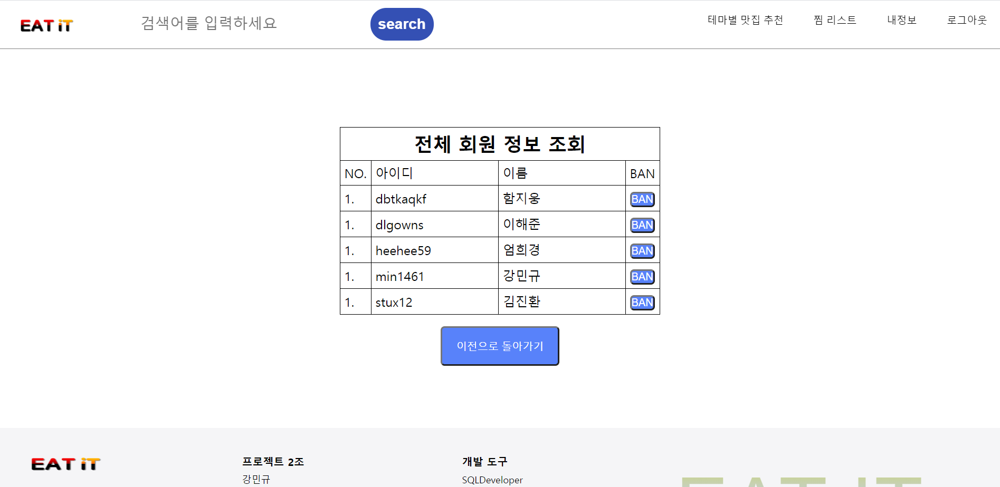 EAT iT 검색어를 입력하세요 search 테마별 맛집 추천 찜 리스트 내정보 로그아웃
전체 회원 정보 조회
NO. 아이디 이름 BAN
1. dbtkaqkf 함지웅 BAN
1. dlgowns 이해준 BAN
1. heehee59 엄희경 BAN
1. min1461 강민규 BAN
1. stux12 김진환 BAN
이전으로 돌아가기
EAT iT 프로젝트 2조 개발 도구
강민규 SQLDeveloper EAT IT